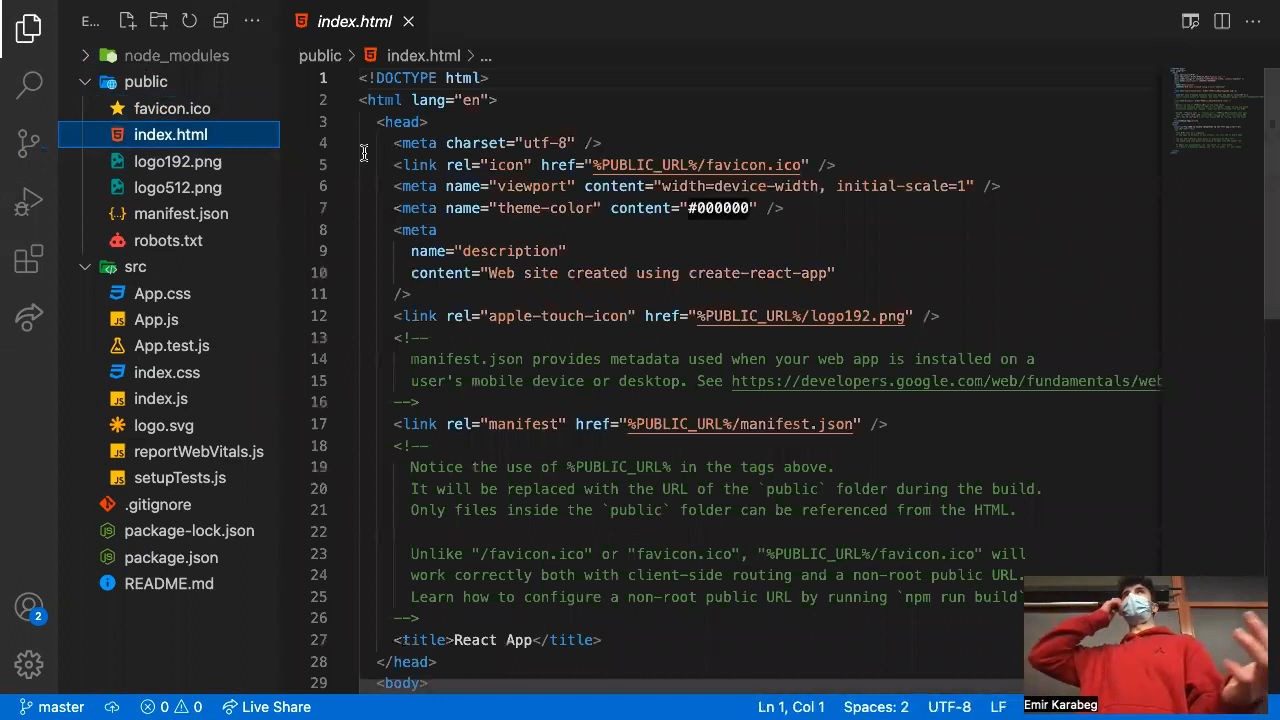 E...
index.html
public
index.html
...
node_modules
public
favicon.ico
index.html
logo192.png
logo512.png
manifest.json
robots.txt
src
App.css
App.js
App.test.js
index.css
index.js
logo.svg
reportWebVitals.js
setupTests.js
.gitignore
package-lock.json
package.json
README.md
1 <!DOCTYPE html>
2 <html lang="en">
3 <head>
4 <meta charset="utf-8" />
5 <link rel="icon" href="%PUBLIC_URL%/favicon.ico" />
6 <meta name="viewport" content="width=device-width, initial-scale=1" />
7 <meta name="theme-color" content="#000000" />
8 <meta
9 name="description"
10 content="Web site created using create-react-app"
11 />
12 <link rel="apple-touch-icon" href="%PUBLIC_URL%/logo192.png" />
13 <!--
14 manifest.json provides metadata used when your web app is installed on a
15 user's mobile device or desktop. See https://developers.google.com/web/fundamentals/web
16 -->
17 <link rel="manifest" href="%PUBLIC_URL%/manifest.json" />
18 <!--
19 Notice the use of %PUBLIC_URL% in the tags above.
20 It will be replaced with the URL of the `public` folder during the build.
21 Only files inside the `public` folder can be referenced from the HTML.
22
23 Unlike "/favicon.ico" or "favicon.ico", "%PUBLIC_URL%/favicon.ico" will
24 work correctly both with client-side routing and a non-root public URL.
25 Learn how to configure a non-root public URL by running `npm run build`
26 -->
27 <title>React App</title>
28 </head>
29 <body>
2
Emir Karabeg
master
0
0
Live Share
Ln 1, Col 1
Spaces: 2
UTF-8
LF